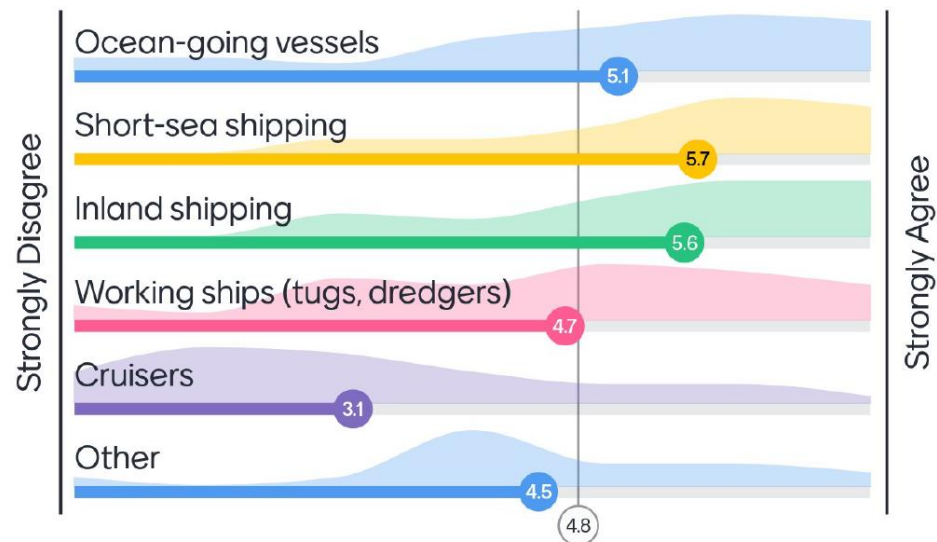 Strongly Disagree
Ocean-going vessels
5.1
Short-sea shipping
5.7
Inland shipping
5.6
Working ships (tugs, dredgers)
4.7
Cruisers
3.1
Other
4.5
4.8
Strongly Agree